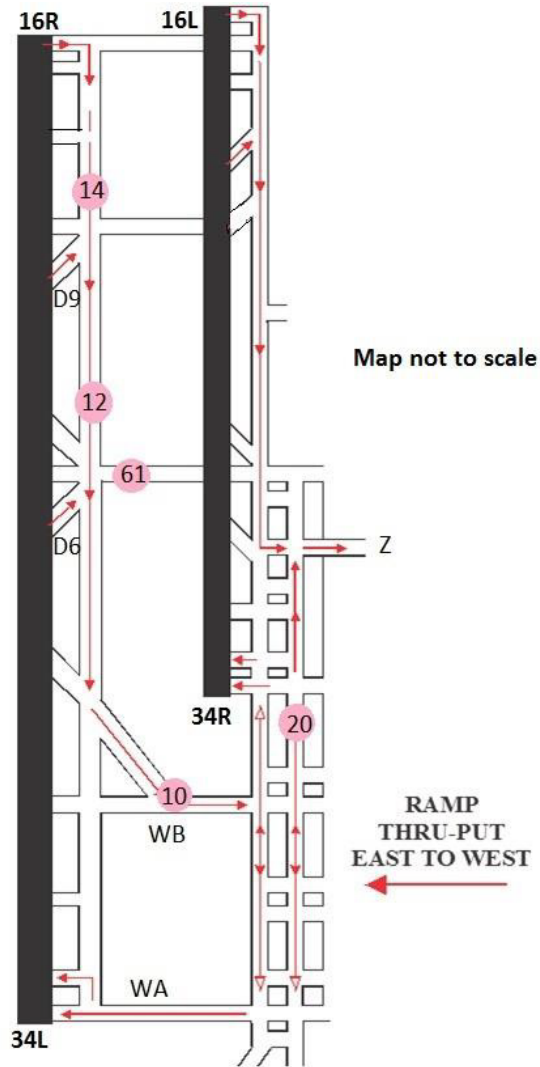 16R
16L
14
D9
Map not to scale
12
61
D6
Z
34R
20
10
WB
RAMP
THRU-PUT
EAST TO WEST
WA
34L